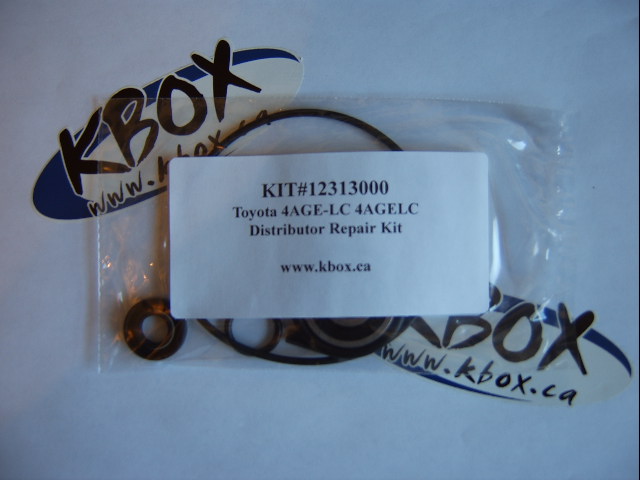 KBOX
www.kbox.ca
KIT#12313000
Toyota 4AGE-LC 4AGELC
Distributor Repair Kit
www.kbox.ca
KBOX
www.kbox.ca